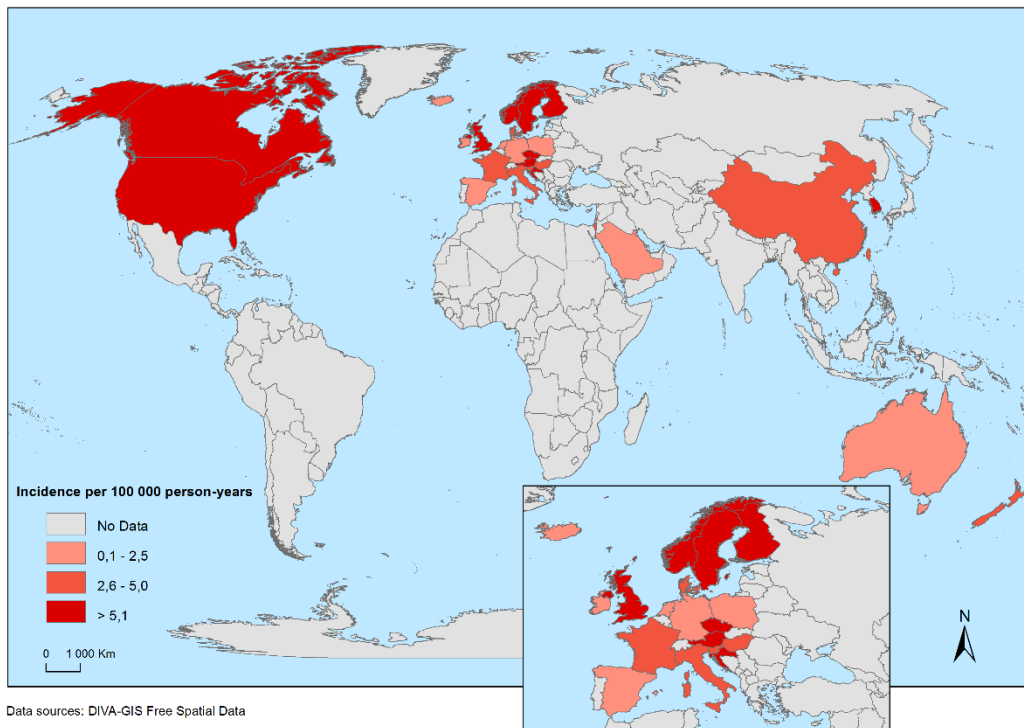 Incidence per 100 000 person-years
No Data
0,1 - 2,5
2,6 - 5,0
> 5,1
0 1 000 Km
N
Data sources: DIVA-GIS Free Spatial Data